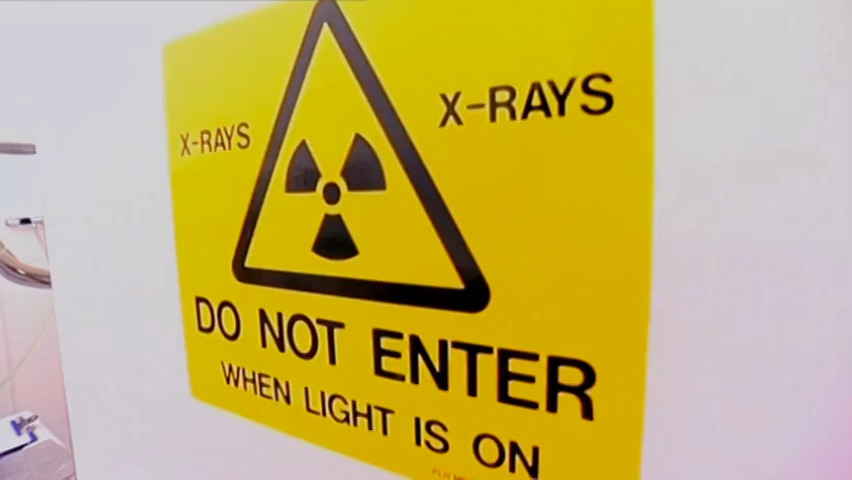 X-RAYS
X-RAYS
DO NOT ENTER
WHEN LIGHT IS ON